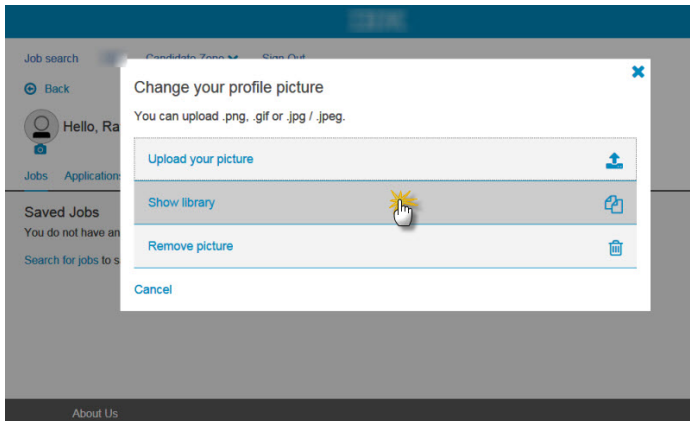 Job search
Candidate Zone
Sign Out
Back
Hello, Ra
Jobs Application
Saved Jobs
You do not have an
Search for jobs to s
Change your profile picture
You can upload .png, .gif or .jpg / .jpeg.
Upload your picture
Show library
Remove picture
Cancel
About Us